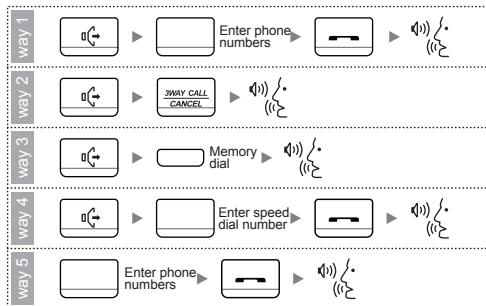 way 1
Enter phone
numbers
way 2
3WAY CALL
CANCEL
way 3
Memory
dial
way 4
Enter speed
dial number
way 5
Enter phone
numbers